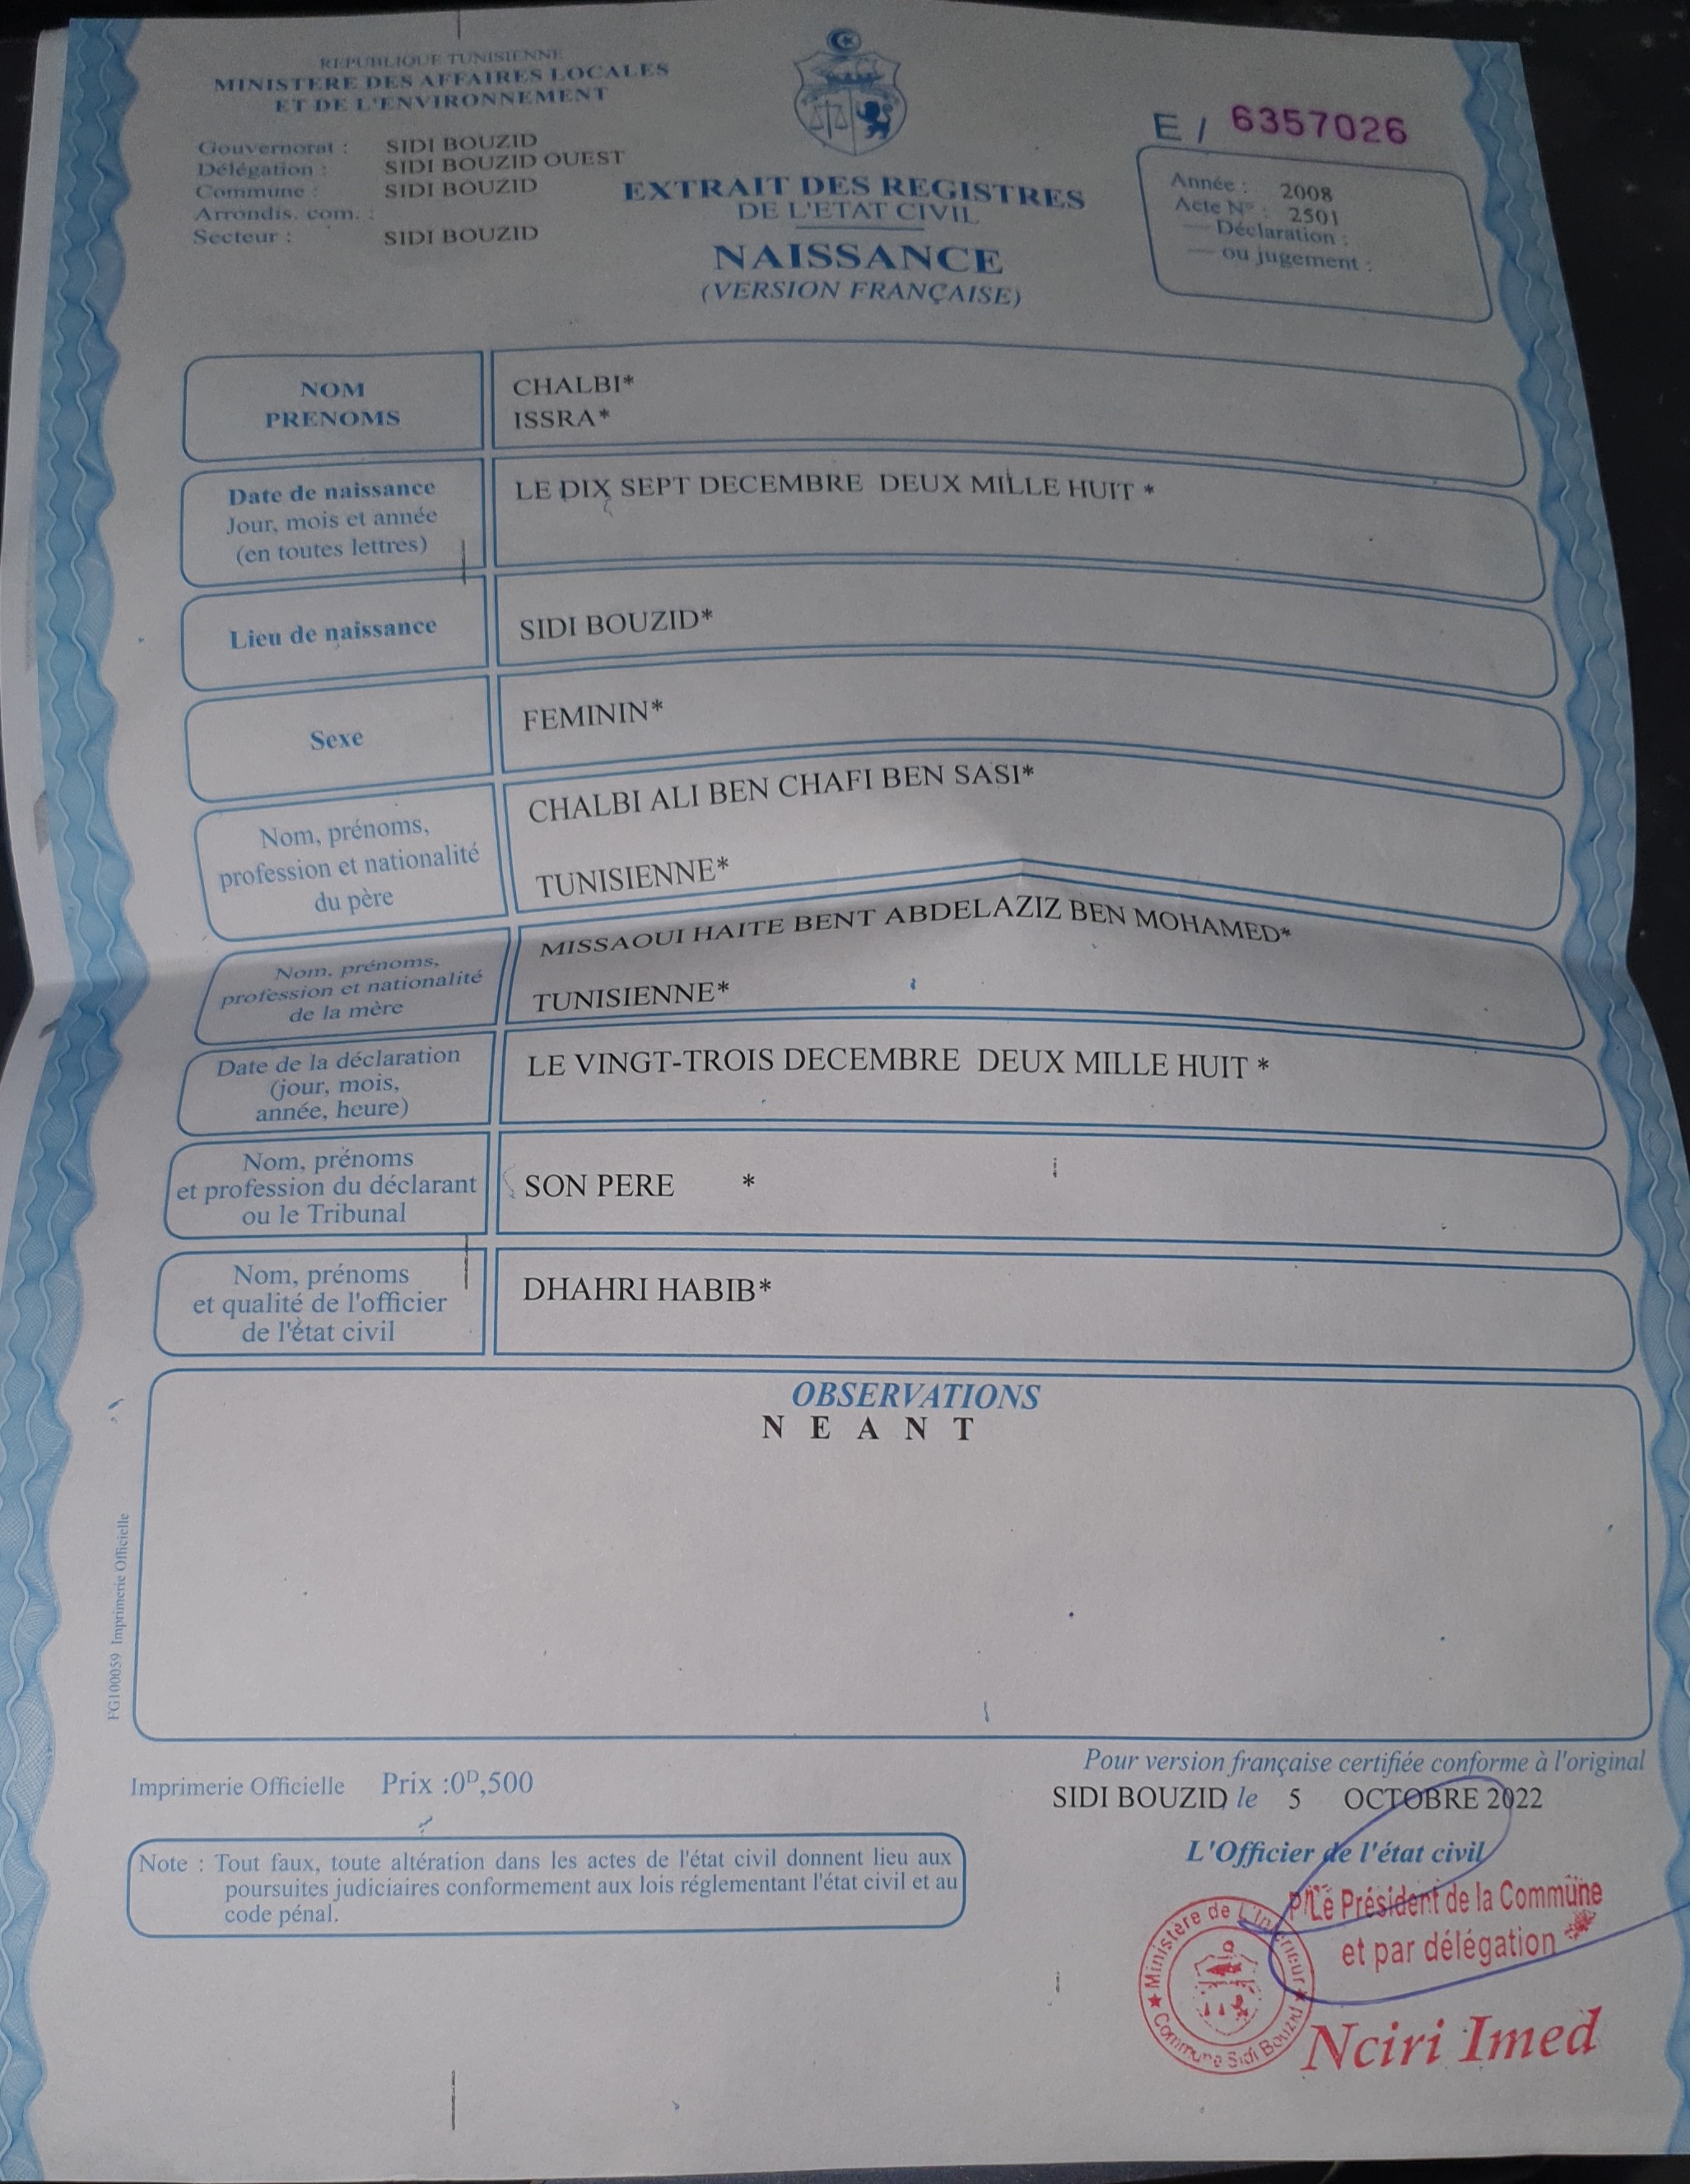 REPUBLIQUE TUNISIENNE
MINISTERE DES AFFAIRES LOCALES
ET DE L'ENVIRONNEMENT
Gouvernorat : SIDI BOUZID
Délégation : SIDI BOUZID OUEST
Commune : SIDI BOUZID
Arrondis. com. :
Secteur : SIDI BOUZID
EXTRAIT DES REGISTRES
DE L'ETAT CIVIL
NAISSANCE
(VERSION FRANÇAISE)
E / 6357026
Année : 2008
Acte N° : 2501
— Déclaration :
— ou jugement :
NOM
PRENOMS
CHALBI*
ISSRA*
Date de naissance
Jour, mois et année
(en toutes lettres)
LE DIX SEPT DECEMBRE DEUX MILLE HUIT *
Lieu de naissance
SIDI BOUZID*
Sexe
FEMININ*
Nom, prénoms,
profession et nationalité
du père
CHALBI ALI BEN CHAFI BEN SASI*
TUNISIENNE*
Nom, prénoms,
profession et nationalité
de la mère
MISSAOUI HAITE BENT ABDELAZIZ BEN MOHAMED*
TUNISIENNE*
Date de la déclaration
(jour, mois,
année, heure)
LE VINGT-TROIS DECEMBRE DEUX MILLE HUIT *
Nom, prénoms
et profession du déclarant
ou le Tribunal
SON PERE *
Nom, prénoms
et qualité de l'officier
de l'état civil
DHAHRI HABIB*
OBSERVATIONS
N E A N T
FG100059 Imprimerie Officielle
Imprimerie Officielle Prix :0D,500
Pour version française certifiée conforme à l'original
SIDI BOUZID le 5 OCTOBRE 2022
L'Officier de l'état civil
Note : Tout faux, toute altération dans les actes de l'état civil donnent lieu aux
poursuites judiciaires conformement aux lois réglementant l'état civil et au
code pénal.
P/Le Président de la Commune
et par délégation
Ministère de L'Intérieur
Commune Sidi Bouzid
Nciri Imed